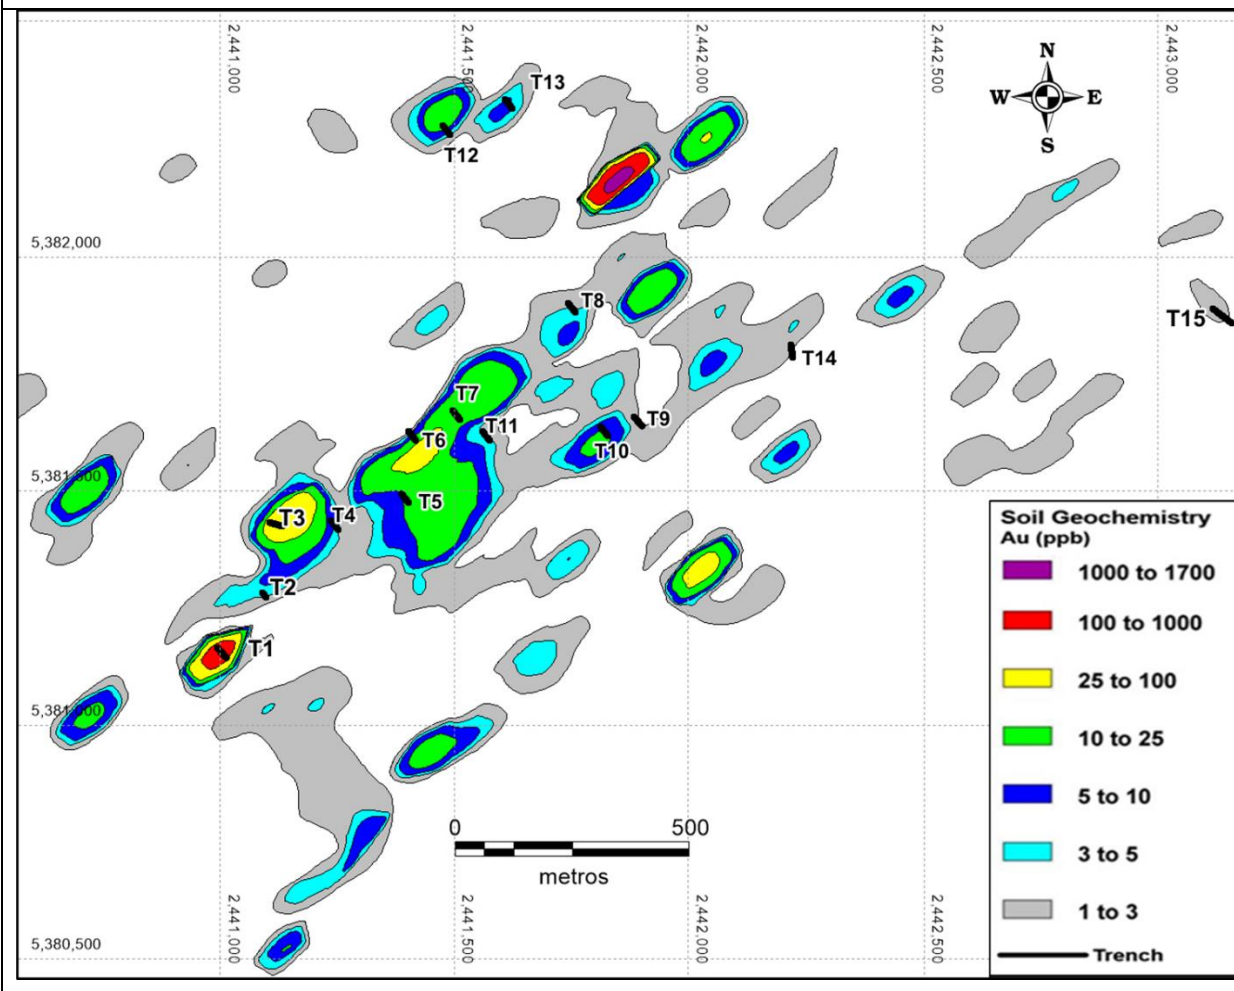 2,441,000
2,441,500
2,442,000
2,442,500
2,443,000
N
W
E
S
T13
T12
5,382,000
T8
T15
T14
T7
T11
T9
T6
T10
T5
T3
T4
T2
T1
5,381,000
0
500
metros
2,441,000
2,441,500
2,442,000
2,442,500
5,380,500
Soil Geochemistry
Au (ppb)
1000 to 1700
100 to 1000
25 to 100
10 to 25
5 to 10
3 to 5
1 to 3
Trench